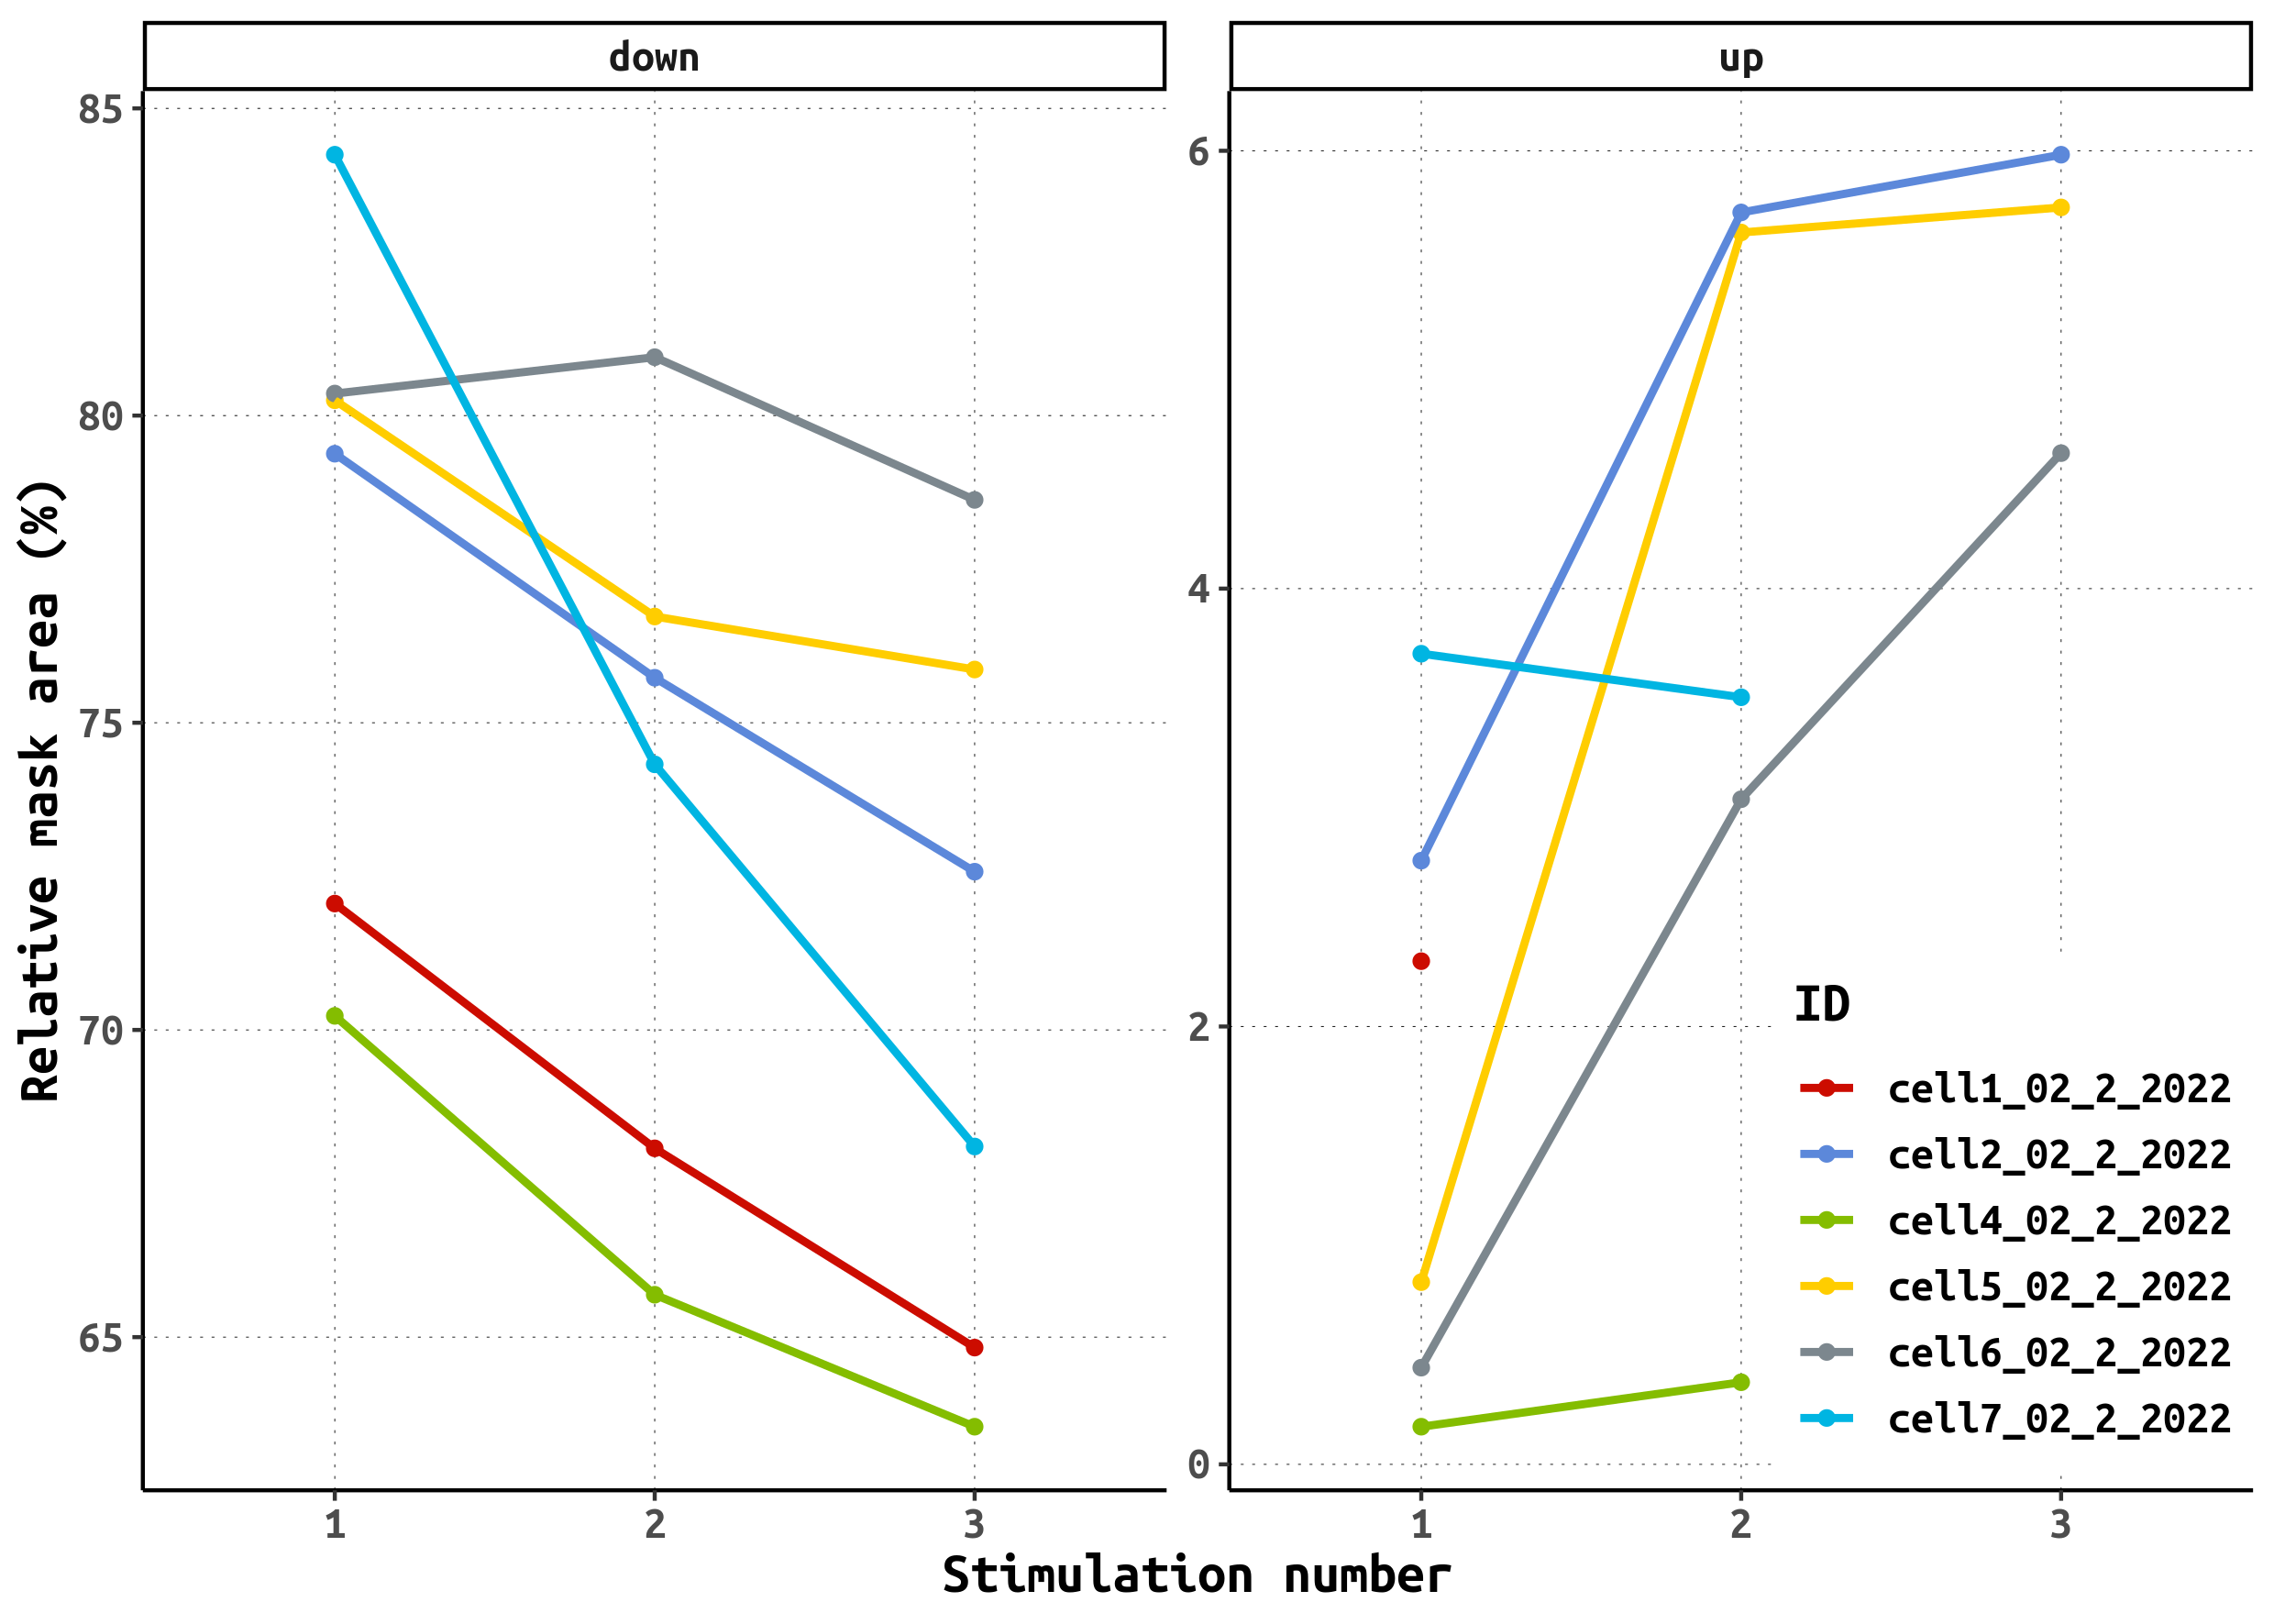 down
up
85
80
75
70
65
6
4
2
0
Relative mask area (%)
1 2 3
1 2 3
Stimulation number
ID
cell1_02_2_2022
cell2_02_2_2022
cell4_02_2_2022
cell5_02_2_2022
cell6_02_2_2022
cell7_02_2_2022